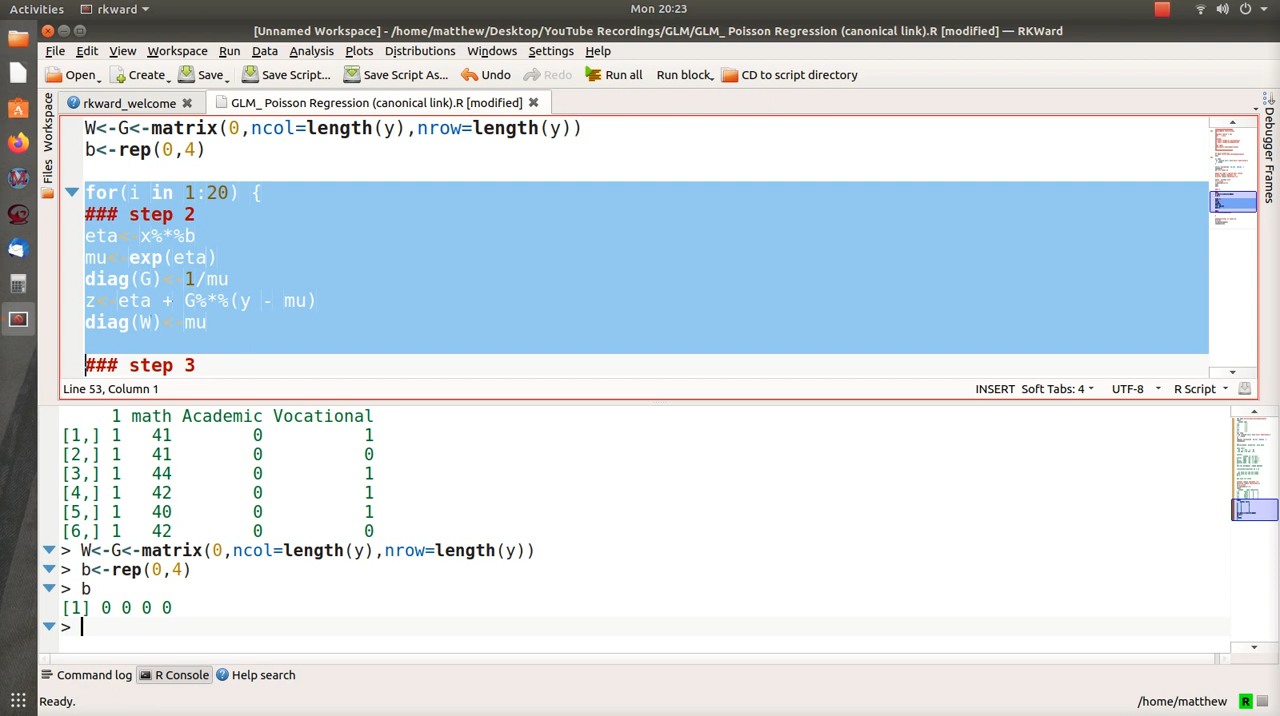 Activities rkward Mon 20:23
[Unnamed Workspace] - /home/matthew/Desktop/YouTube Recordings/GLM/GLM_ Poisson Regression (canonical link).R [modified] — RKWard
File Edit View Workspace Run Data Analysis Plots Distributions Windows Settings Help
Open Create Save Save Script... Save Script As... Undo Redo Run all Run block CD to script directory
Workspace
Files
rkward_welcome GLM_ Poisson Regression (canonical link).R [modified]
Debugger Frames
W<-G<-matrix(0,ncol=length(y),nrow=length(y))
b<-rep(0,4)
for(i in 1:20) {
### step 2
eta<-x%*%b
mu<-exp(eta)
diag(G)<-1/mu
z<-eta + G%*%(y - mu)
diag(W)<-mu
### step 3
Line 53, Column 1 INSERT Soft Tabs: 4 UTF-8 R Script
1 math Academic Vocational
[1,] 1 41 0 1
[2,] 1 41 0 0
[3,] 1 44 0 1
[4,] 1 42 0 1
[5,] 1 40 0 1
[6,] 1 42 0 0
> W<-G<-matrix(0,ncol=length(y),nrow=length(y))
> b<-rep(0,4)
> b
[1] 0 0 0 0
>
Command log R Console Help search
Ready. /home/matthew R